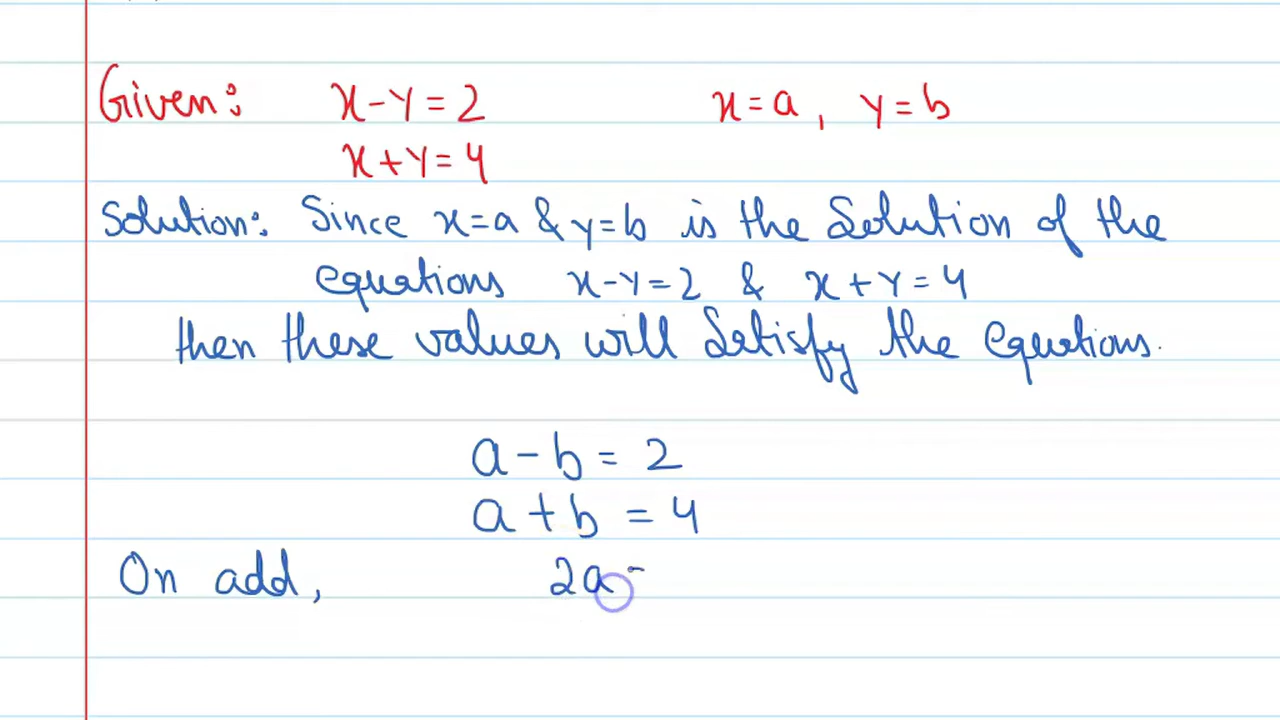 Given: x-y=2 x=a, y=b
x+y=4
Solution: Since x=a & y=b is the Solution of the
equations x-y=2 & x+y=4
then these values will Satisfy the equations.
a-b=2
a+b=4
On add, 2a-